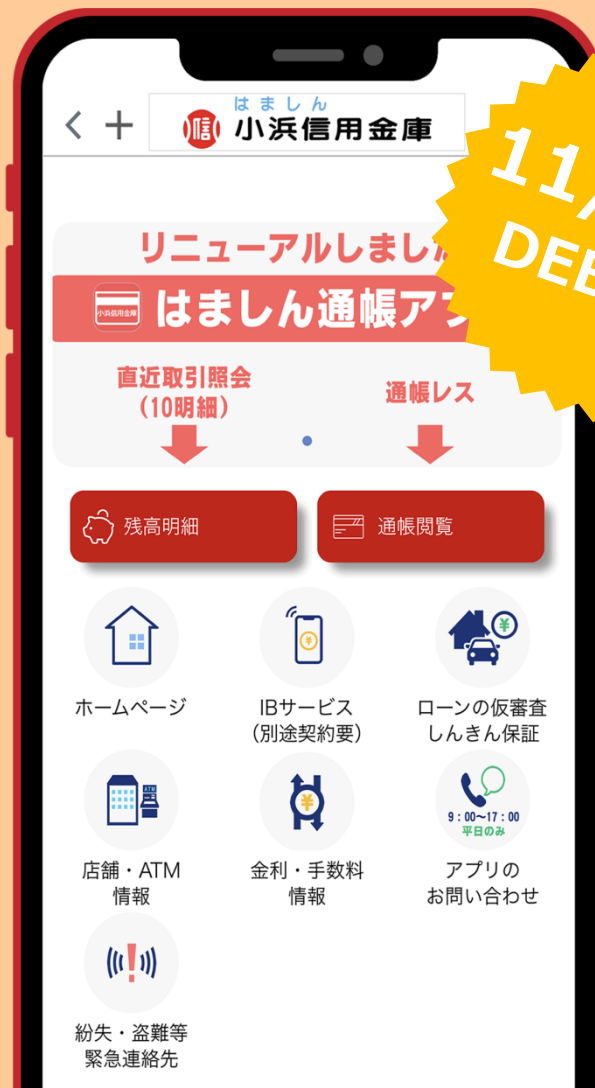 はましん
小浜信用金庫
リニューアルしまし
はましん通帳ア
小浜信用金庫
直近取引照会
(10明細)
通帳レス
11/
DE
残高明細
通帳閲覧
ホームページ
IBサービス
(別途契約要)
ローンの仮審査
しんきん保証
店舗・ATM
情報
ATM
金利・手数料
情報
9:00~17:00
平日のみ
アプリの
お問い合わせ
紛失・盗難等
緊急連絡先